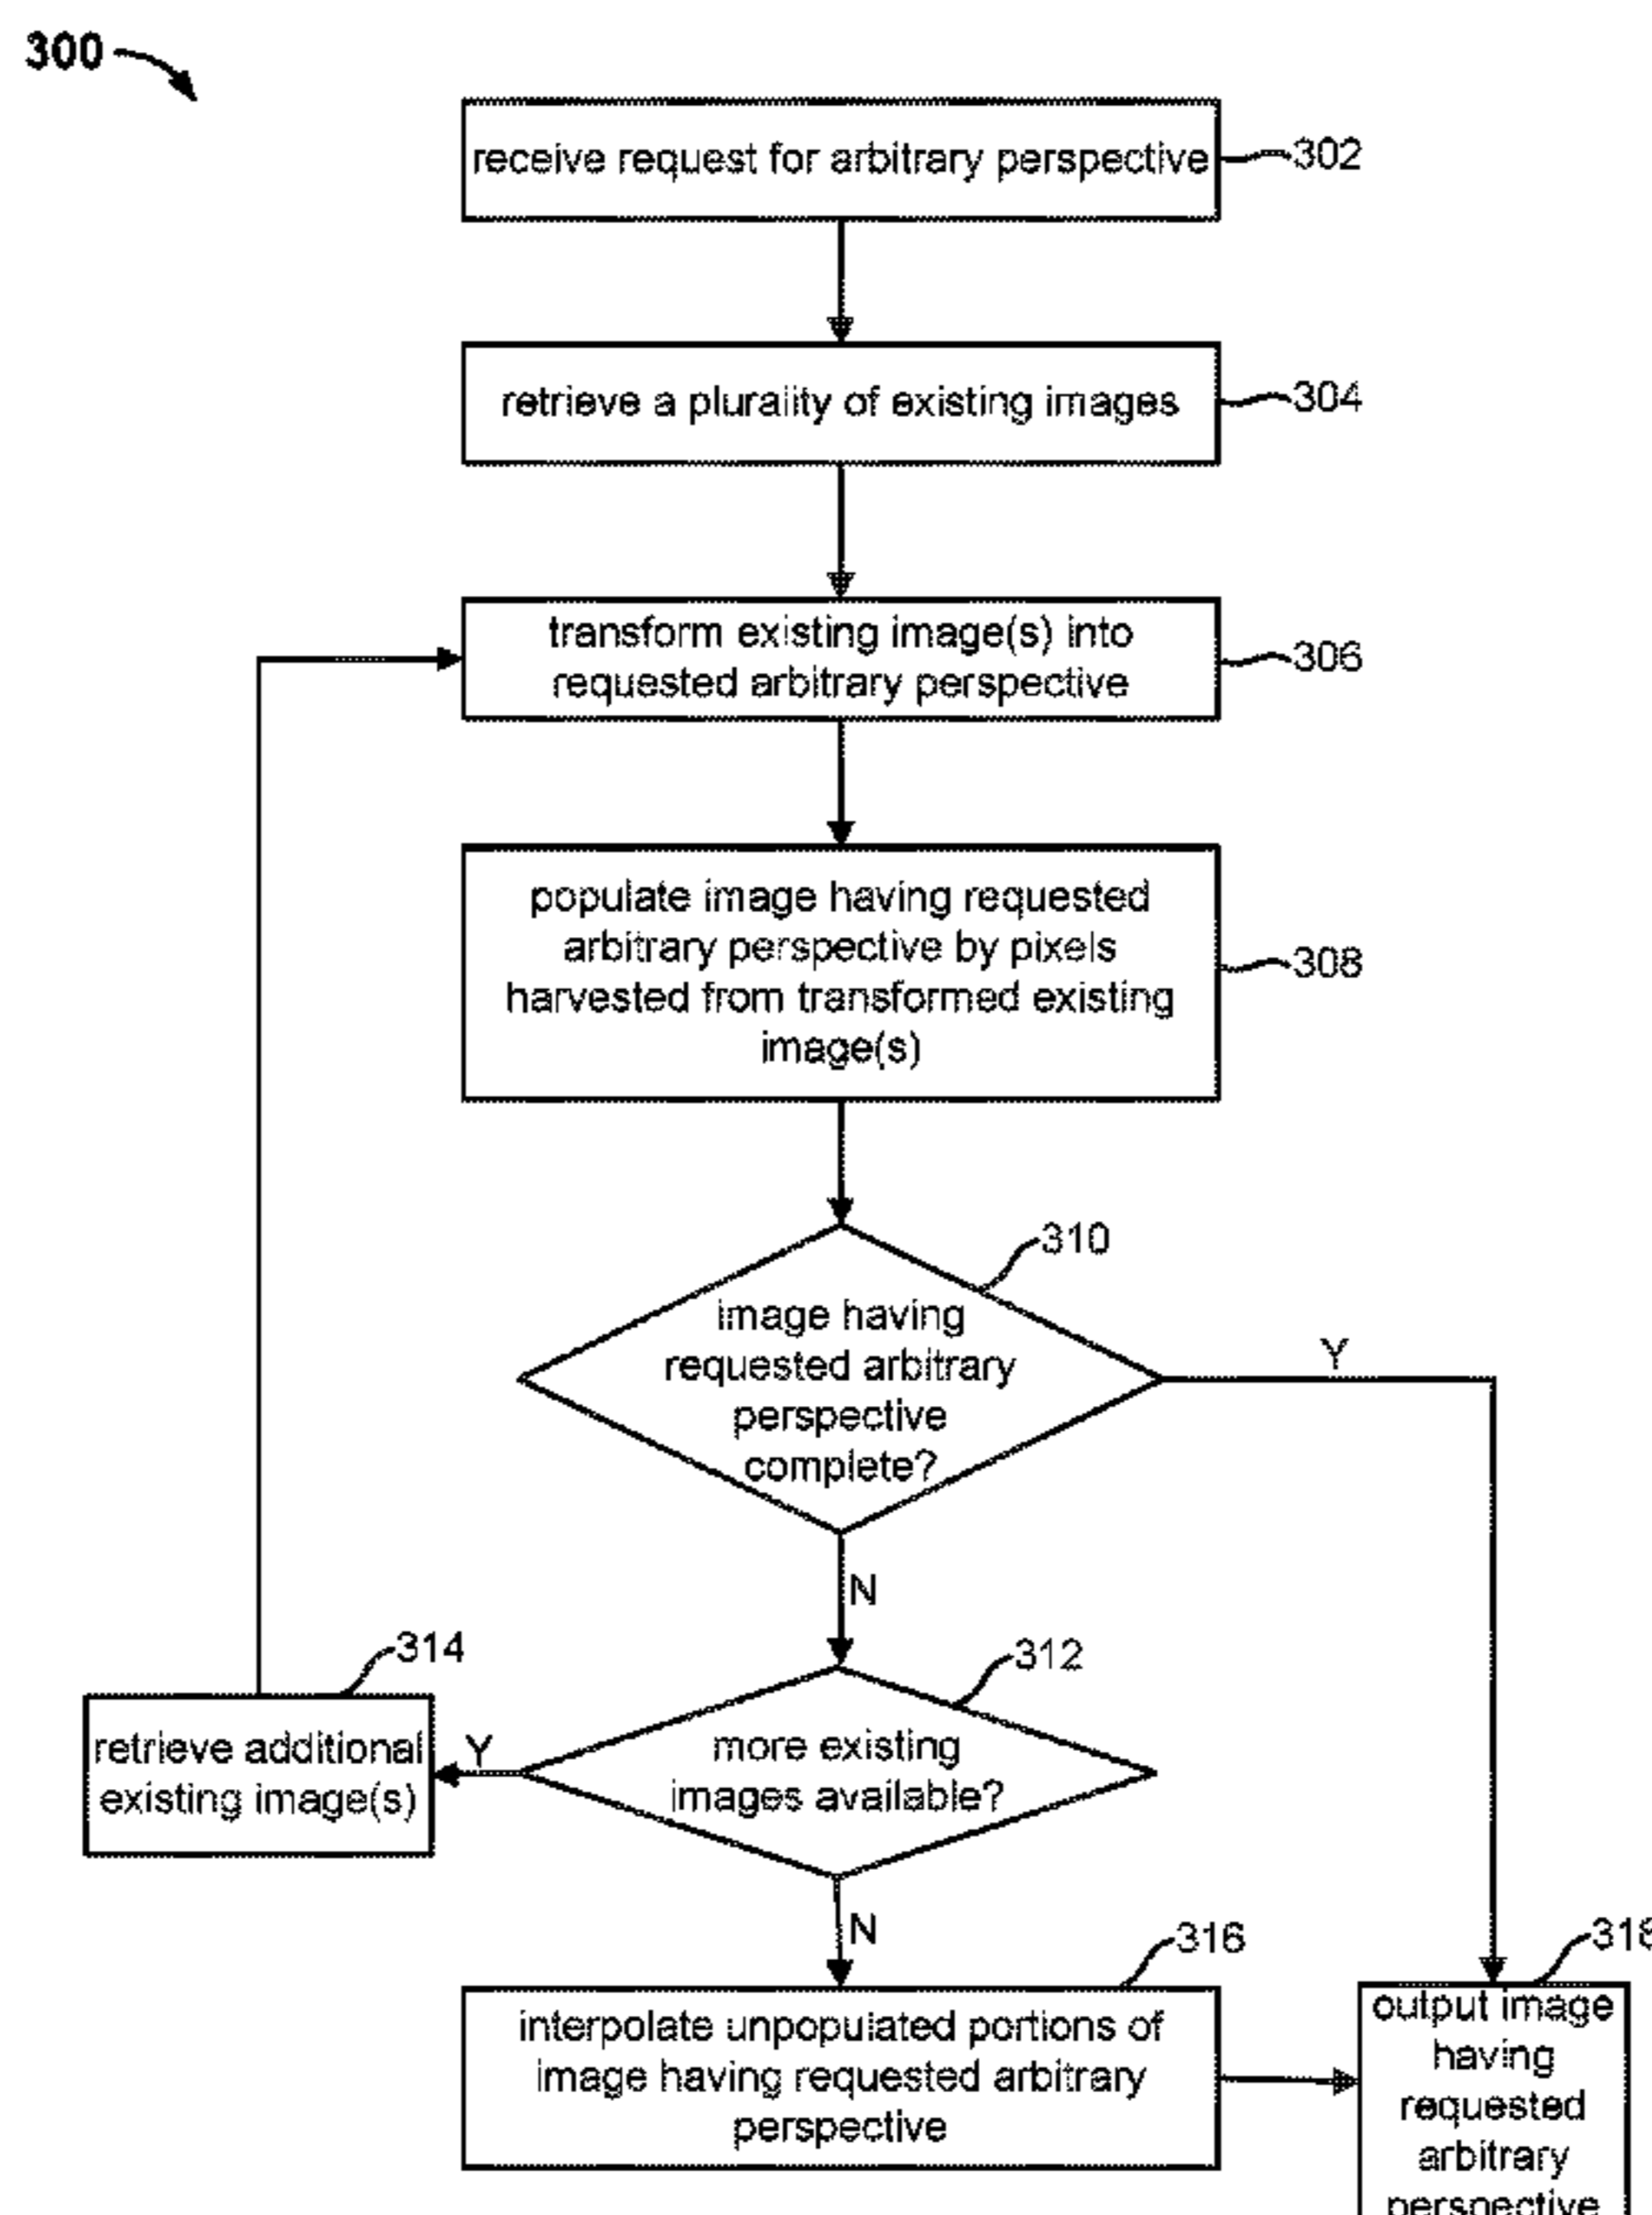 300
receive request for arbitrary perspective
302
retrieve a plurality of existing images
304
transform existing image(s) into
requested arbitrary perspective
306
populate image having requested
arbitrary perspective by pixels
harvested from transformed existing
image(s)
308
310
image having
requested arbitrary
perspective
complete?
Y
N
314
312
retrieve additional
existing image(s)
Y
more existing
images available?
N
316
318
interpolate unpopulated portions of
image having requested arbitrary
perspective
output image
having
requested
arbitrary
perspective